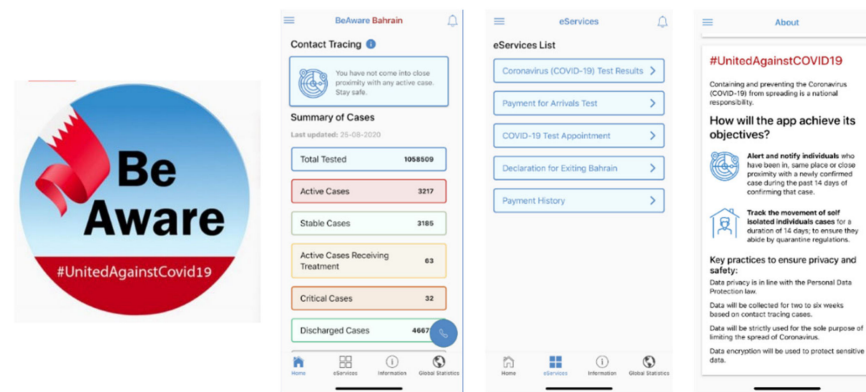 Be
Aware
#UnitedAgainstCovid19
BeAware Bahrain
Contact Tracing
You have not come into close
proximity with any active case.
Stay safe.
Summary of Cases
Last updated: 25-08-2020
Total Tested 1058509
Active Cases 3217
Stable Cases 3185
Active Cases Receiving
Treatment 63
Critical Cases 32
Discharged Cases
Home eServices Information Global Statistics
eServices
eServices List
Coronavirus (COVID-19) Test Results
Payment for Arrivals Test
COVID-19 Test Appointment
Declaration for Exiting Bahrain
Payment History
Home eServices Information Global Statistics
About
#UnitedAgainstCOVID19
Containing and preventing the Coronavirus
(COVID-19) from spreading is a national
responsibility.
How will the app achieve its
objectives?
Alert and notify individuals who
have been in, same place or close
proximity with a newly confirmed
case during the past 14 days of
confirming that case.
Track the movement of self
isolated individuals cases for a
duration of 14 days; to ensure they
abide by quarantine regulations.
Key practices to ensure privacy and
safety:
Data privacy is in line with the Personal Data
Protection law.
Data will be collected for two to six weeks
based on contact tracing cases.
Data will be strictly used for the sole purpose of
limiting the spread of Coronavirus.
Data encryption will be used to protect sensitive
data.